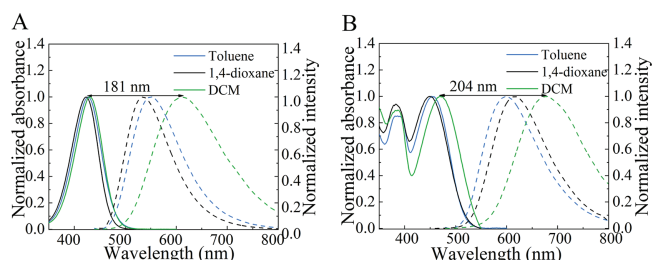 A
B
Normalized absorbance
1.4
1.2
1.0
0.8
0.6
0.4
0.2
0.0
181 nm
Toluene
1,4-dioxane
DCM
1.4
1.2
1.0
0.8
0.6
0.4
0.2
0.0
Normalized intensity
400 500 600 700 800
Wavelength (nm)
Normalized absorbance
1.4
1.2
1.0
0.8
0.6
0.4
0.2
0.0
204 nm
Toluene
1,4-dioxane
DCM
1.4
1.2
1.0
0.8
0.6
0.4
0.2
0.0
Normalized intensity
400 500 600 700 800
Wavelength (nm)